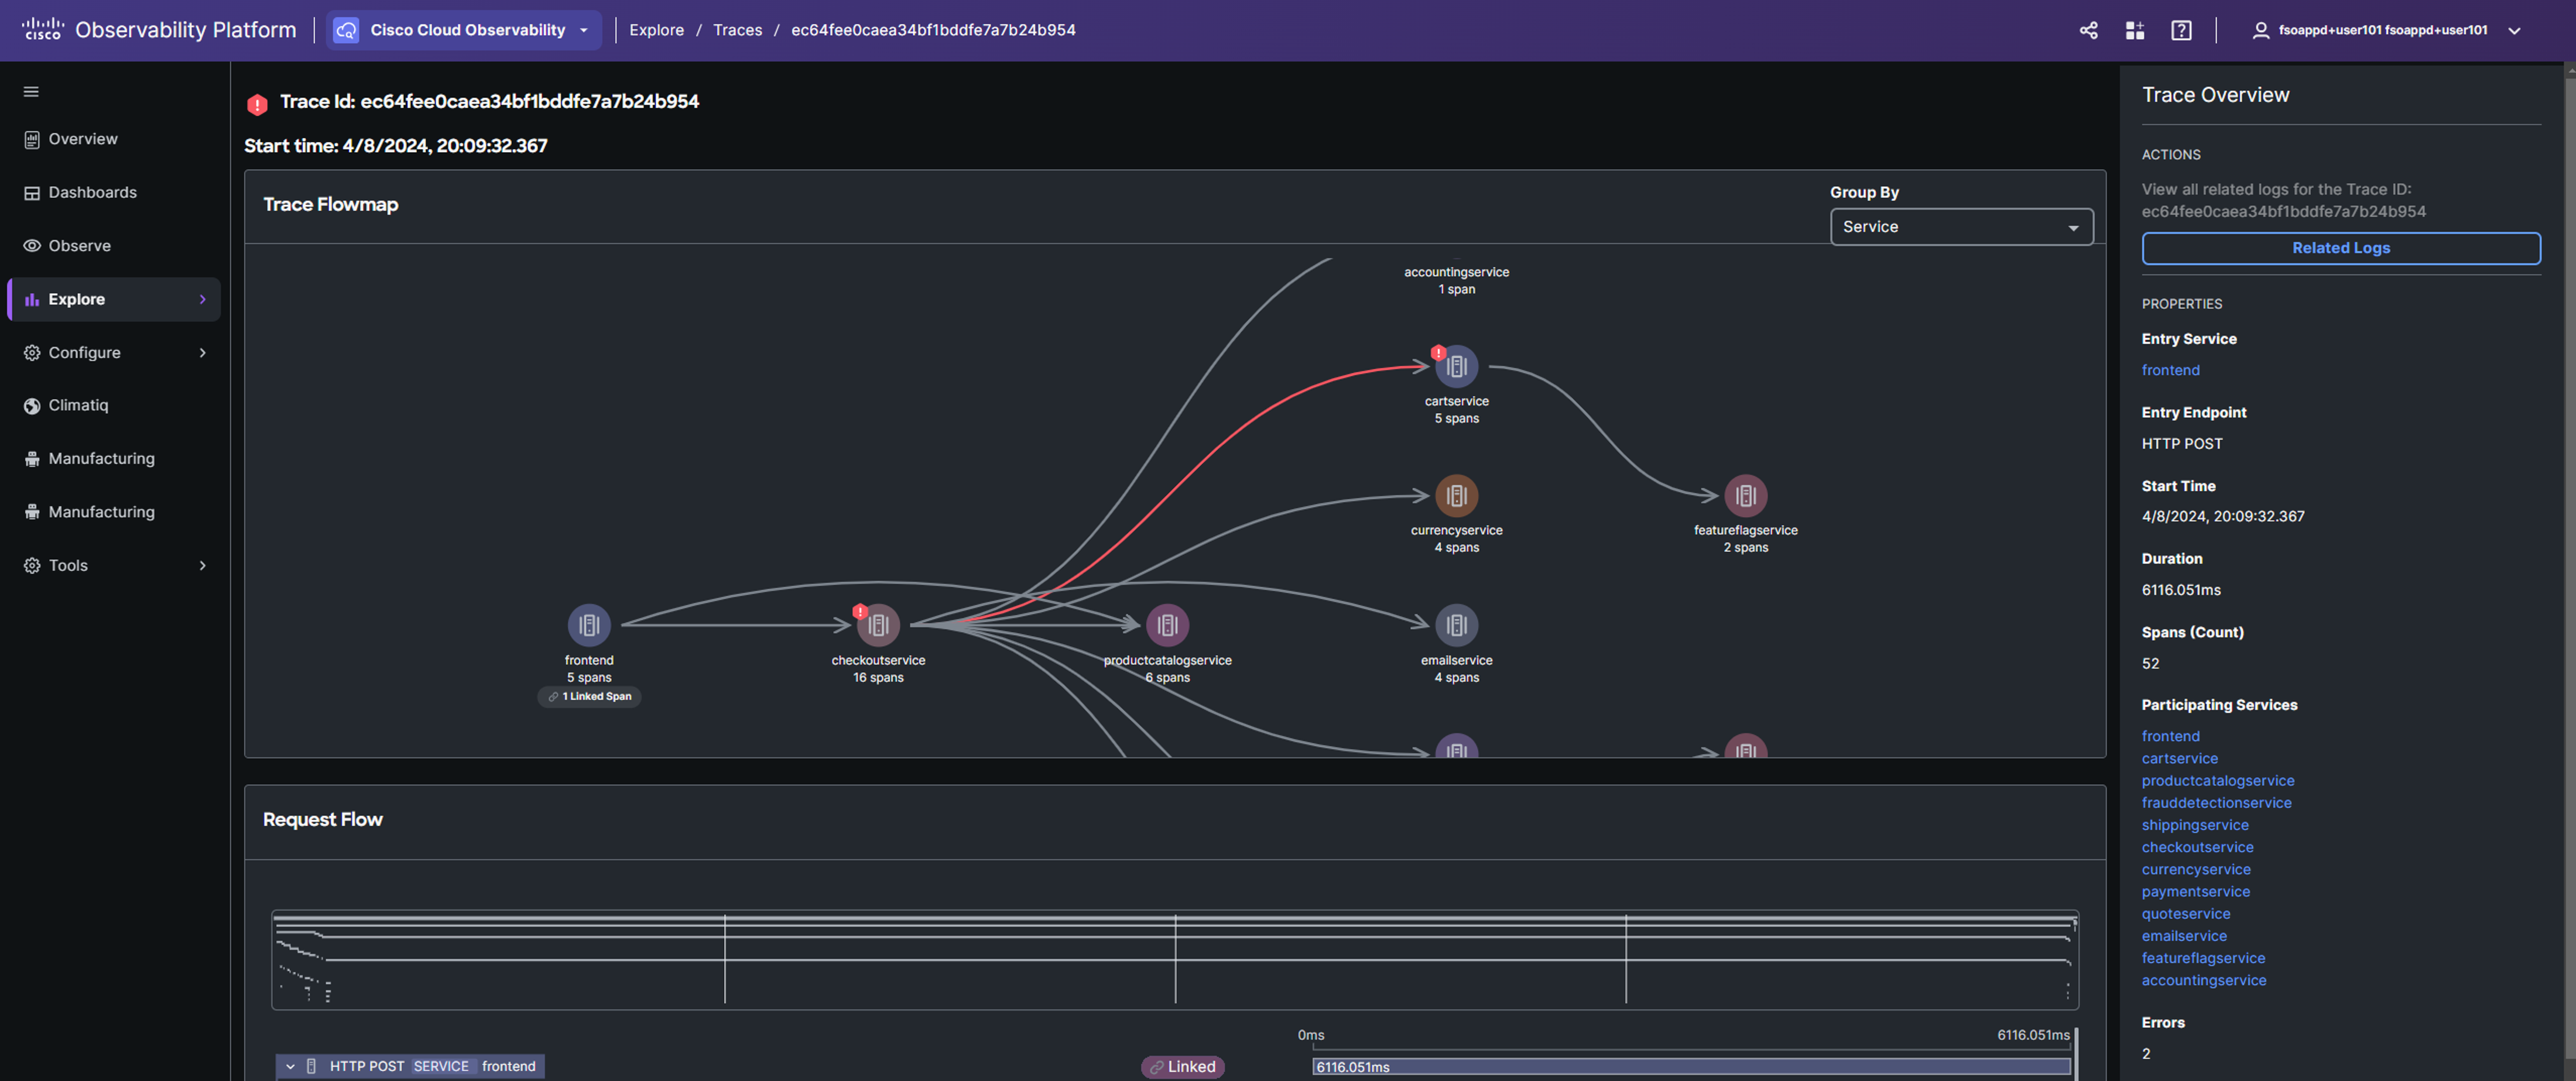 cisco Observability Platform
Cisco Cloud Observability
Explore / Traces / ec64fee0caea34bf1bddfe7a7b24b954
fsoappd+user101 fsoappd+user101
Overview
Dashboards
Observe
Explore
Configure
Climatiq
Manufacturing
Manufacturing
Tools
Trace Id: ec64fee0caea34bf1bddfe7a7b24b954
Start time: 4/8/2024, 20:09:32.367
Trace Flowmap
Group By
Service
accountingservice
1 span
cartservice
5 spans
currencyservice
4 spans
featureflagservice
2 spans
frontend
5 spans
1 Linked Span
checkoutservice
16 spans
productcatalogservice
6 spans
emailservice
4 spans
Request Flow
0ms
6116.051ms
HTTP POST SERVICE frontend
Linked
6116.051ms
Trace Overview
ACTIONS
View all related logs for the Trace ID:
ec64fee0caea34bf1bddfe7a7b24b954
Related Logs
PROPERTIES
Entry Service
frontend
Entry Endpoint
HTTP POST
Start Time
4/8/2024, 20:09:32.367
Duration
6116.051ms
Spans (Count)
52
Participating Services
frontend
cartservice
productcatalogservice
frauddetectionservice
shippingservice
checkoutservice
currencyservice
paymentservice
quoteservice
emailservice
featureflagservice
accountingservice
Errors
2